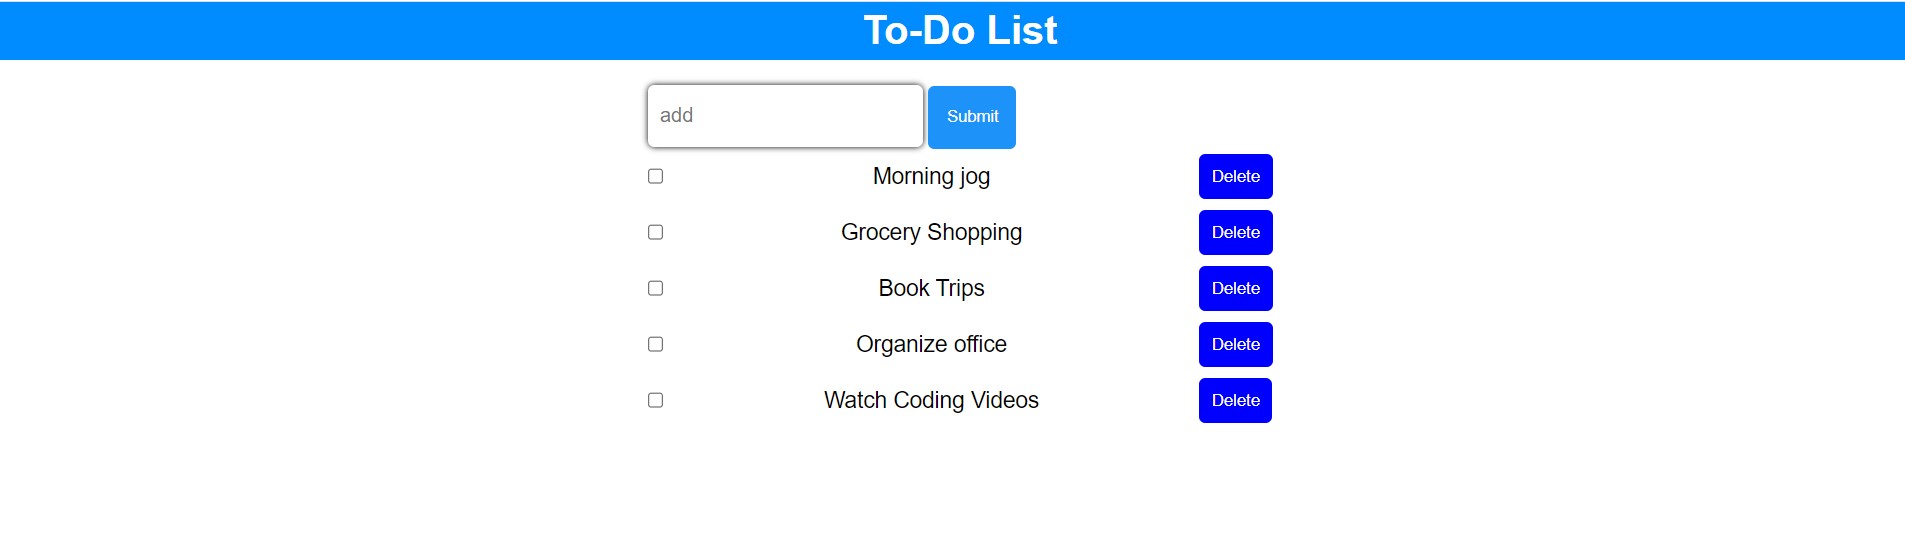 To-Do List
add
Submit
Morning jog Delete
Grocery Shopping Delete
Book Trips Delete
Organize office Delete
Watch Coding Videos Delete